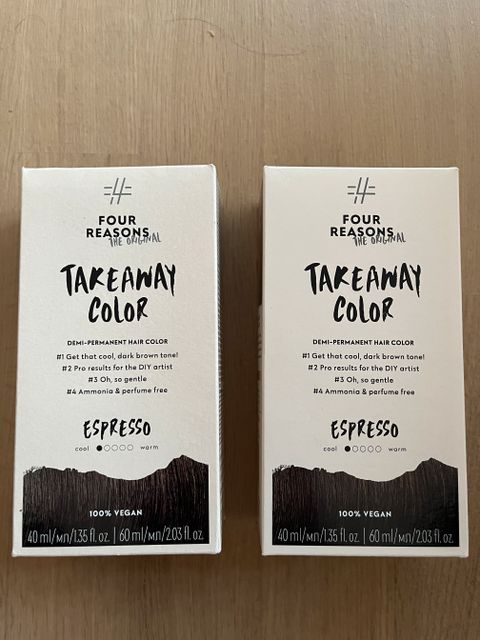 FOUR
REASONS
THE ORIGINAL
TAKEAWAY
COLOR
DEMI-PERMANENT HAIR COLOR
#1 Get that cool, dark brown tone!
#2 Pro results for the DIY artist
#3 Oh, so gentle
#4 Ammonia & perfume free
ESPRESSO
cool warm
100% VEGAN
40 ml/мл/1.35 fl. oz. | 60 ml/мл/2.03 fl. oz.
FOUR
REASONS
THE ORIGINAL
TAKEAWAY
COLOR
DEMI-PERMANENT HAIR COLOR
#1 Get that cool, dark brown tone!
#2 Pro results for the DIY artist
#3 Oh, so gentle
#4 Ammonia & perfume free
ESPRESSO
cool warm
100% VEGAN
40 ml/мл/1.35 fl. oz. | 60 ml/мл/2.03 fl. oz.